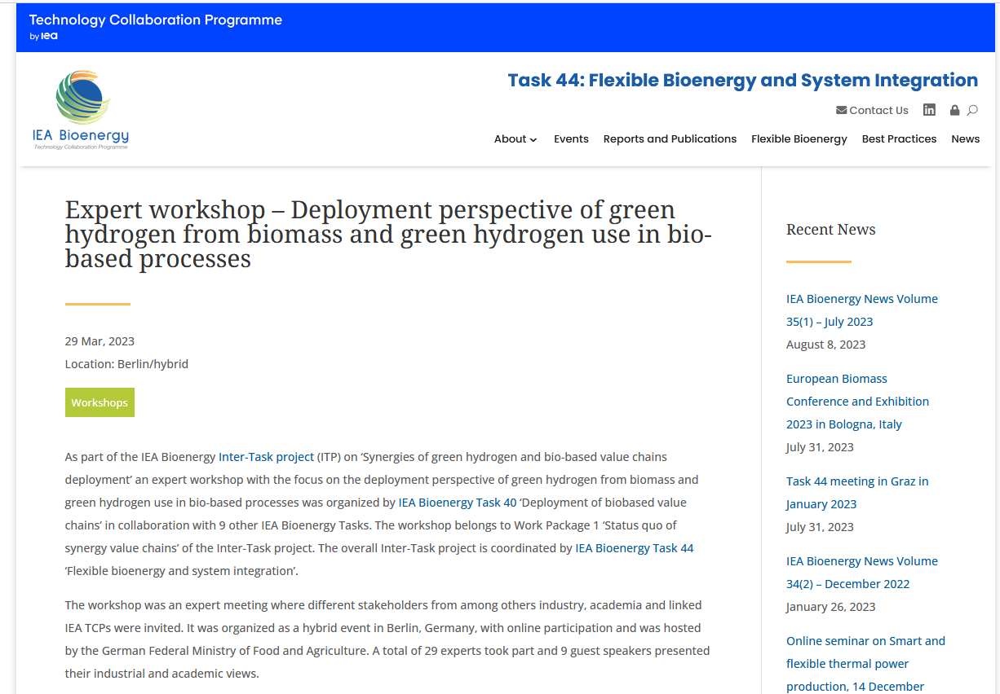 Technology Collaboration Programme
by iea
IEA Bioenergy
Technology Collaboration Programme
Task 44: Flexible Bioenergy and System Integration
Contact Us
in
About
Events
Reports and Publications
Flexible Bioenergy
Best Practices
News
Expert workshop – Deployment perspective of green
hydrogen from biomass and green hydrogen use in bio-
based processes
29 Mar, 2023
Location: Berlin/hybrid
Workshops
As part of the IEA Bioenergy Inter-Task project (ITP) on ‘Synergies of green hydrogen and bio-based value chains
deployment’ an expert workshop with the focus on the deployment perspective of green hydrogen from biomass and
green hydrogen use in bio-based processes was organized by IEA Bioenergy Task 40 ‘Deployment of biobased value
chains’ in collaboration with 9 other IEA Bioenergy Tasks. The workshop belongs to Work Package 1 ‘Status quo of
synergy value chains’ of the Inter-Task project. The overall Inter-Task project is coordinated by IEA Bioenergy Task 44
‘Flexible bioenergy and system integration’.
The workshop was an expert meeting where different stakeholders from among others industry, academia and linked
IEA TCPs were invited. It was organized as a hybrid event in Berlin, Germany, with online participation and was hosted
by the German Federal Ministry of Food and Agriculture. A total of 29 experts took part and 9 guest speakers presented
their industrial and academic views.
Recent News
IEA Bioenergy News Volume
35(1) – July 2023
August 8, 2023
European Biomass
Conference and Exhibition
2023 in Bologna, Italy
July 31, 2023
Task 44 meeting in Graz in
January 2023
July 31, 2023
IEA Bioenergy News Volume
34(2) – December 2022
January 26, 2023
Online seminar on Smart and
flexible thermal power
production, 14 December